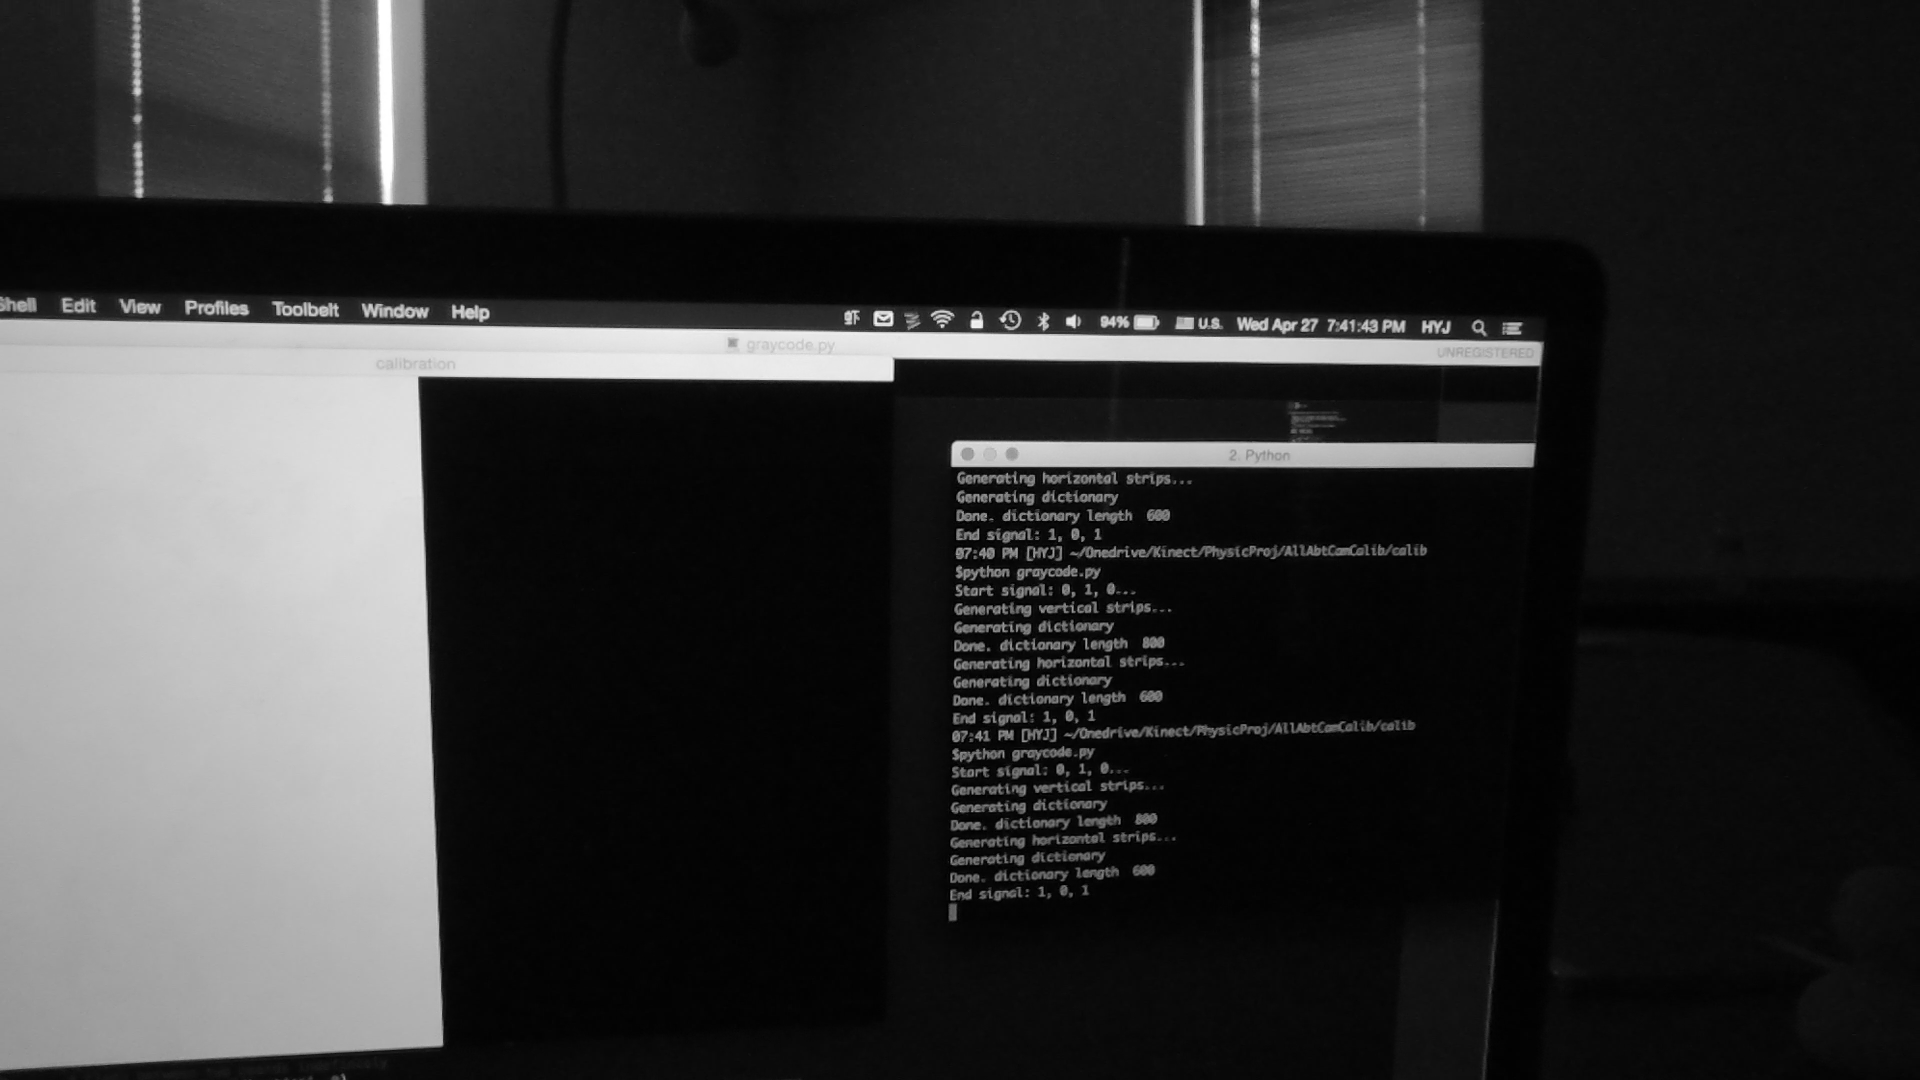 Shell Edit View Profiles Toolbelt Window Help 94% U.S. Wed Apr 27 7:41:43 PM HYJ
graycode.py UNREGISTERED
calibration
2. Python
Generating horizontal strips...
Generating dictionary
Done. dictionary length 600
End signal: 1, 0, 1
07:40 PM [HYJ] ~/Onedrive/Kinect/PhysicProj/AllAbtCamCalib/calib
$python graycode.py
Start signal: 0, 1, 0...
Generating vertical strips...
Generating dictionary
Done. dictionary length 800
Generating horizontal strips...
Generating dictionary
Done. dictionary length 600
End signal: 1, 0, 1
07:41 PM [HYJ] ~/Onedrive/Kinect/PhysicProj/AllAbtCamCalib/calib
$python graycode.py
Start signal: 0, 1, 0...
Generating vertical strips...
Generating dictionary
Done. dictionary length 800
Generating horizontal strips...
Generating dictionary
Done. dictionary length 600
End signal: 1, 0, 1